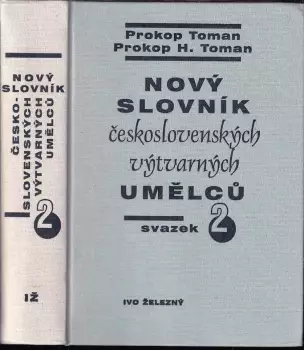 NOVÝ
SLOVNÍK
ČESKO-
SLOVENSKÝCH
VÝTVARNÝCH
UMĚLCŮ
2
IŽ
Prokop Toman
Prokop H. Toman
NOVÝ
SLOVNÍK
československých
výtvarných
UMĚLCŮ
svazek 2
IVO ŽELEZNÝ